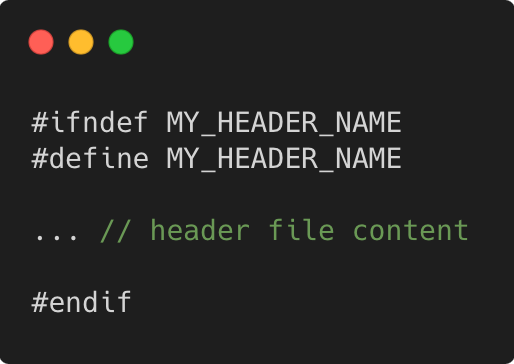 #ifndef MY_HEADER_NAME
#define MY_HEADER_NAME
... // header file content
#endif